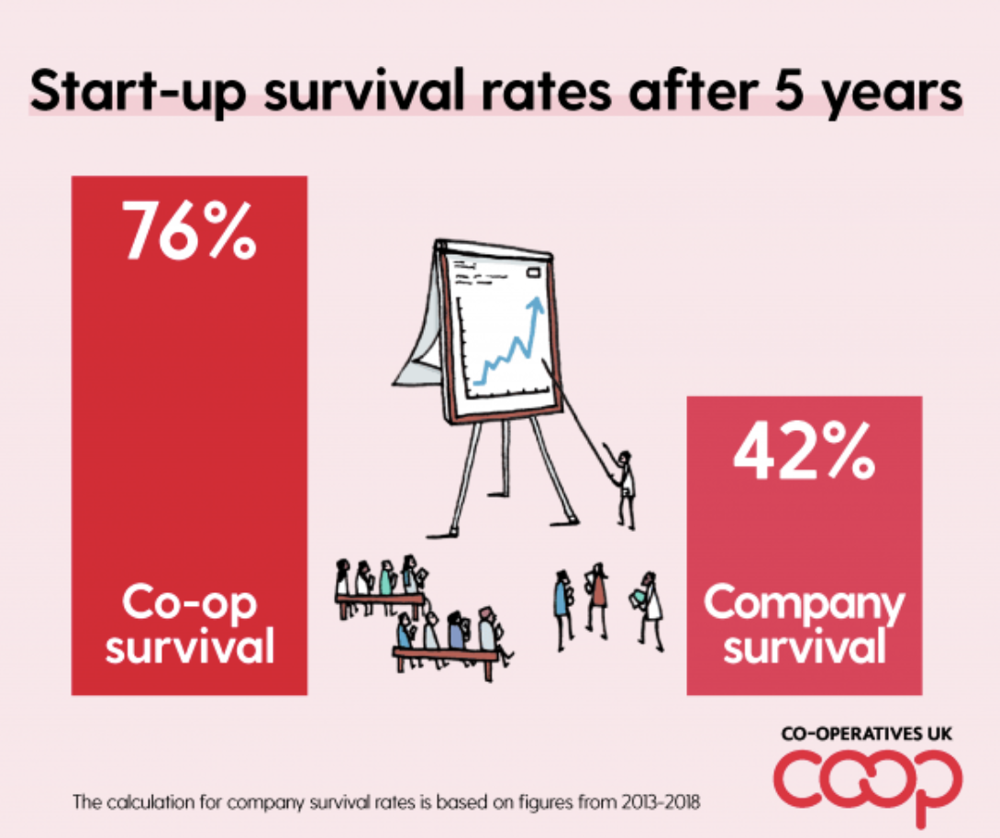 Start-up survival rates after 5 years
76%
Co-op
survival
42%
Company
survival
CO-OPERATIVES UK
coop
The calculation for company survival rates is based on figures from 2013-2018